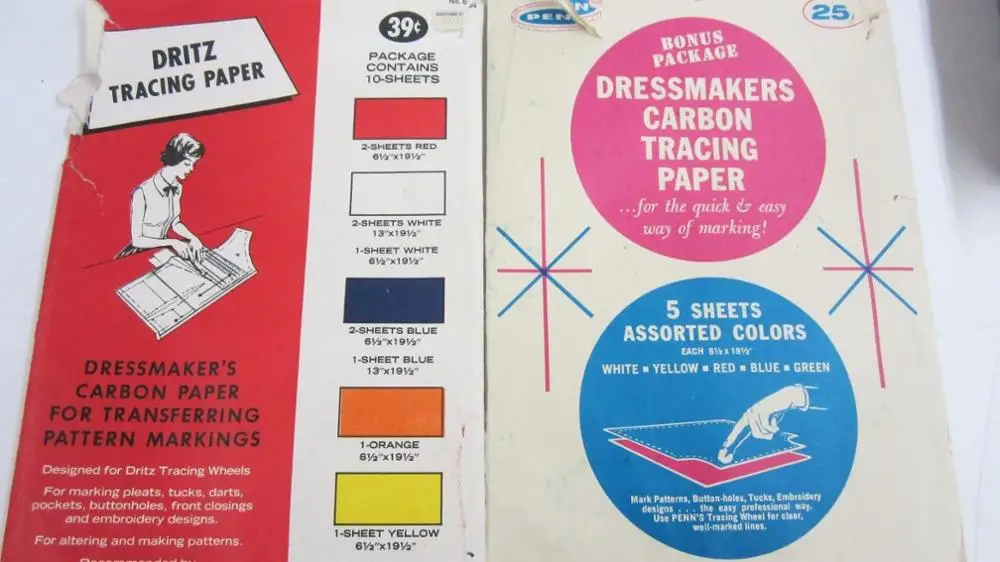 No. 6
39¢
DRITZ
TRACING PAPER
PACKAGE
CONTAINS
10-SHEETS
2-SHEETS RED
6½"x19½"
2-SHEETS WHITE
13"x19½"
1-SHEET WHITE
6½"x19½"
2-SHEETS BLUE
6½"x19½"
1-SHEET BLUE
13"x19½"
1-ORANGE
6½"x19½"
1-SHEET YELLOW
6½"x19½"
DRESSMAKER'S
CARBON PAPER
FOR TRANSFERRING
PATTERN MARKINGS
Designed for Dritz Tracing Wheels
For marking pleats, tucks, darts,
pockets, buttonholes, front closings
and embroidery designs.
For altering and making patterns.
Recommended by
PENN
25¢
BONUS
PACKAGE
DRESSMAKERS
CARBON
TRACING
PAPER
...for the quick & easy
way of marking!
5 SHEETS
ASSORTED COLORS
EACH 6½ x 19½"
WHITE ▪ YELLOW ▪ RED ▪ BLUE ▪ GREEN
Mark Patterns, Button-holes, Tucks, Embroidery
designs . . . the easy professional way.
Use PENN'S Tracing Wheel for clear,
well-marked lines.